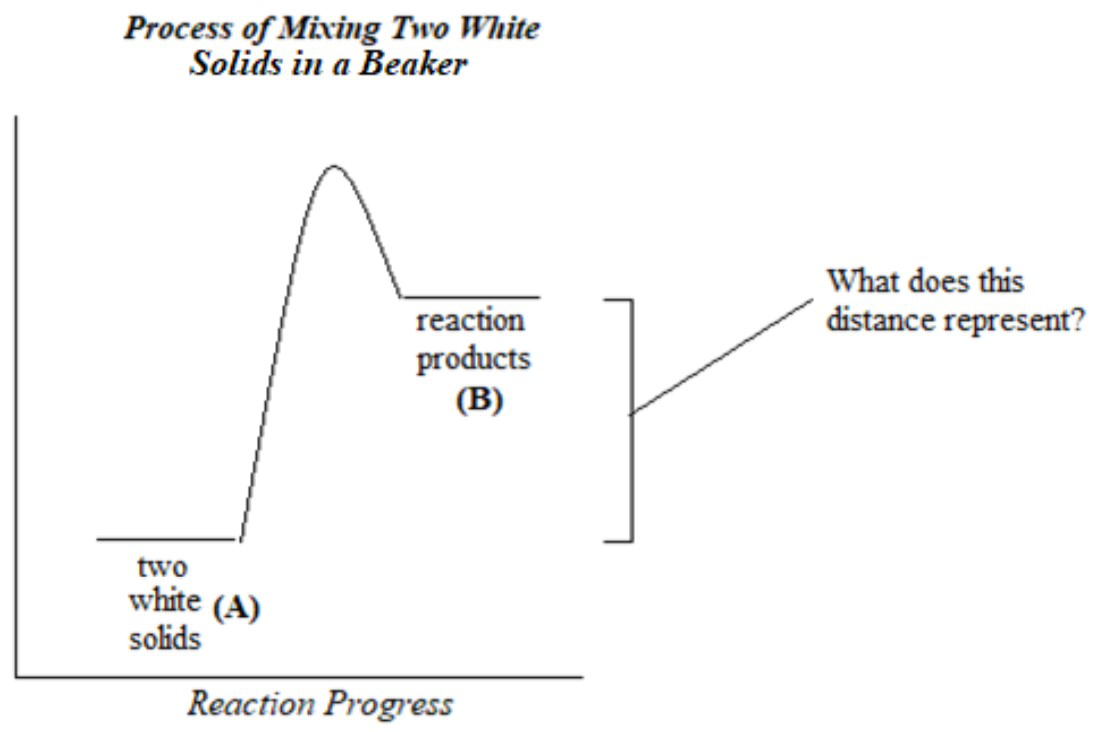 Process of Mixing Two White
Solids in a Beaker
What does this
distance represent?
reaction
products
(B)
two
white (A)
solids
Reaction Progress